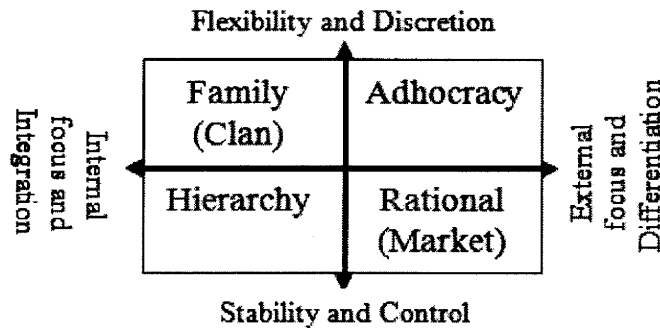 Flexibility and Discretion
Internal
focus and
Integration
Family
(Clan)
Adhocracy
Hierarchy
Rational
(Market)
External
focus and
Differentiation
Stability and Control